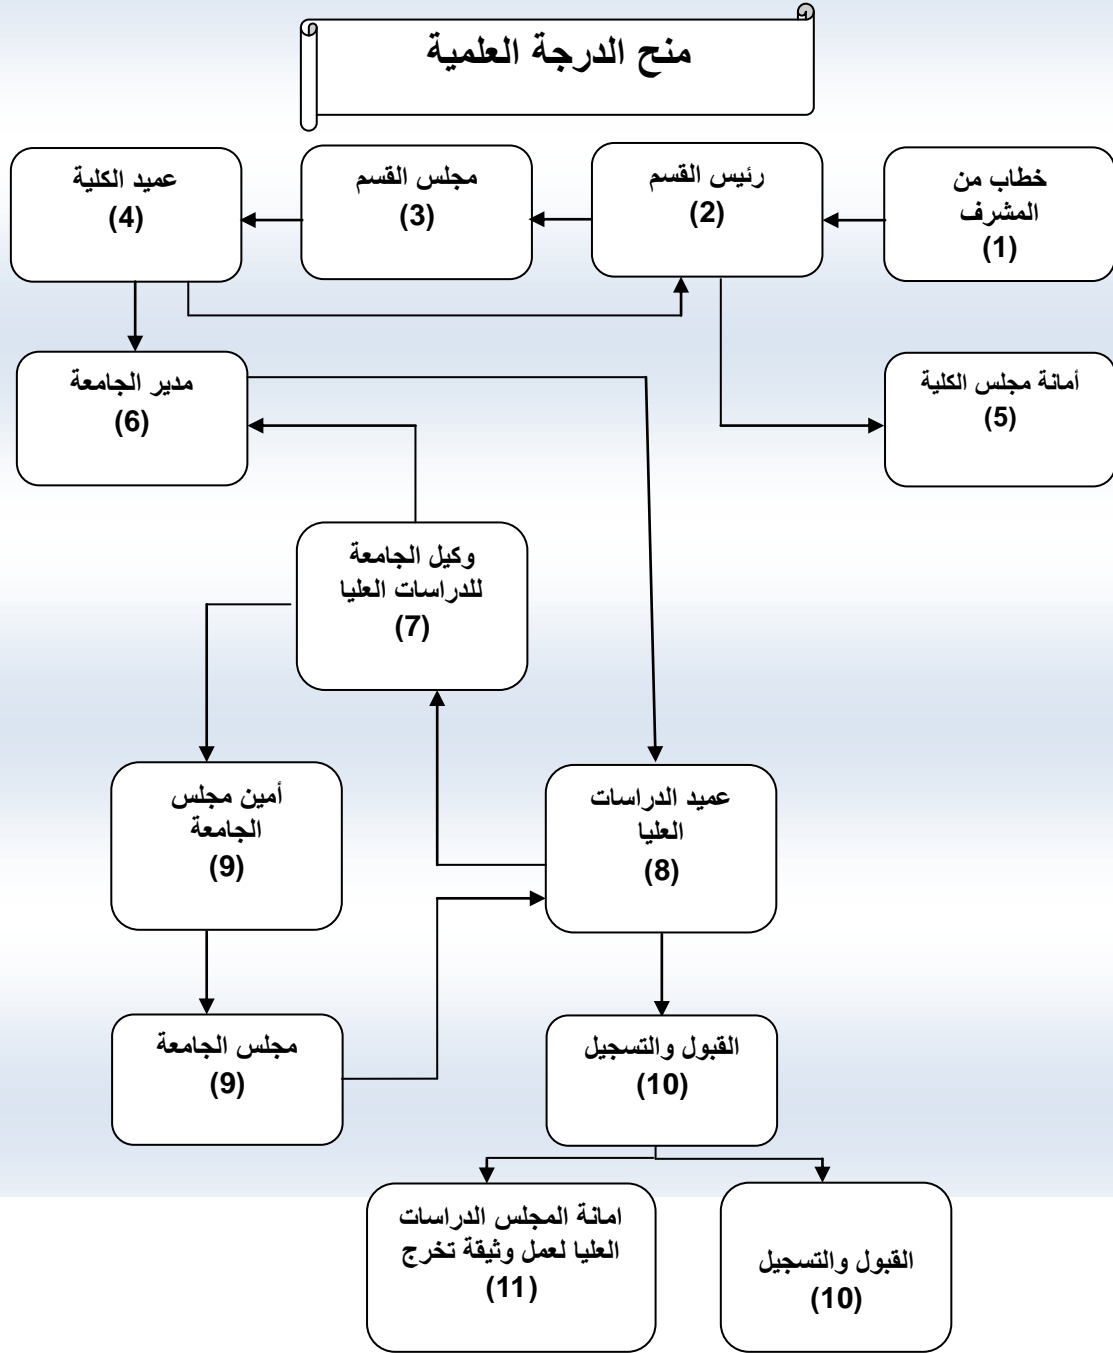 منح الدرجة العلمية
خطاب من
المشرف
(1)
رئيس القسم
(2)
مجلس القسم
(3)
عميد الكلية
(4)
أمانة مجلس الكلية
(5)
مدير الجامعة
(6)
وكيل الجامعة
للدراسات العليا
(7)
عميد الدراسات
العليا
(8)
أمين مجلس
الجامعة
(9)
مجلس الجامعة
(9)
القبول والتسجيل
(10)
القبول والتسجيل
(10)
امانة المجلس الدراسات
العليا لعمل وثيقة تخرج
(11)